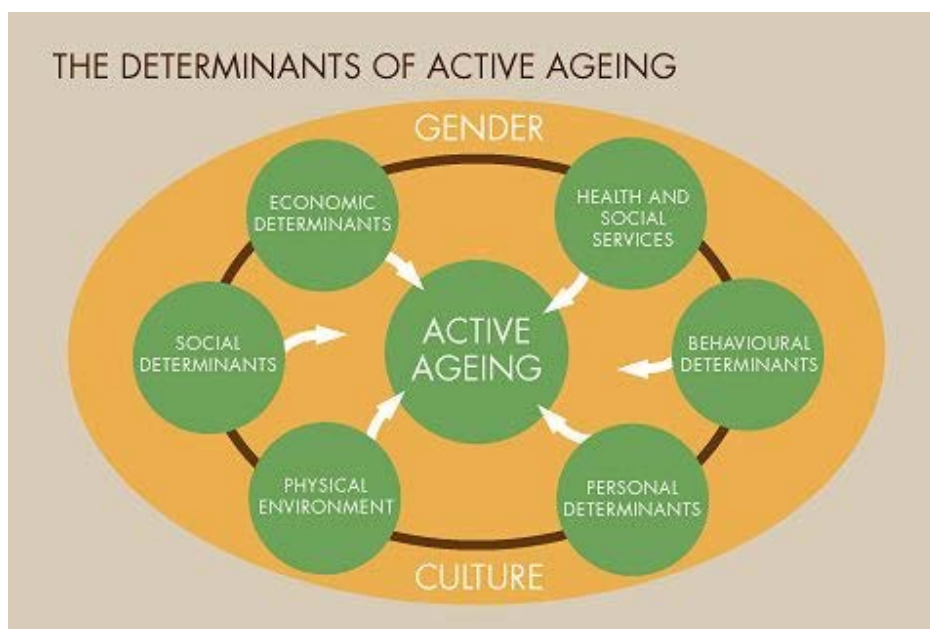 THE DETERMINANTS OF ACTIVE AGEING
GENDER
ECONOMIC
DETERMINANTS
HEALTH AND
SOCIAL
SERVICES
SOCIAL
DETERMINANTS
ACTIVE
AGEING
BEHAVIOURAL
DETERMINANTS
PHYSICAL
ENVIRONMENT
PERSONAL
DETERMINANTS
CULTURE